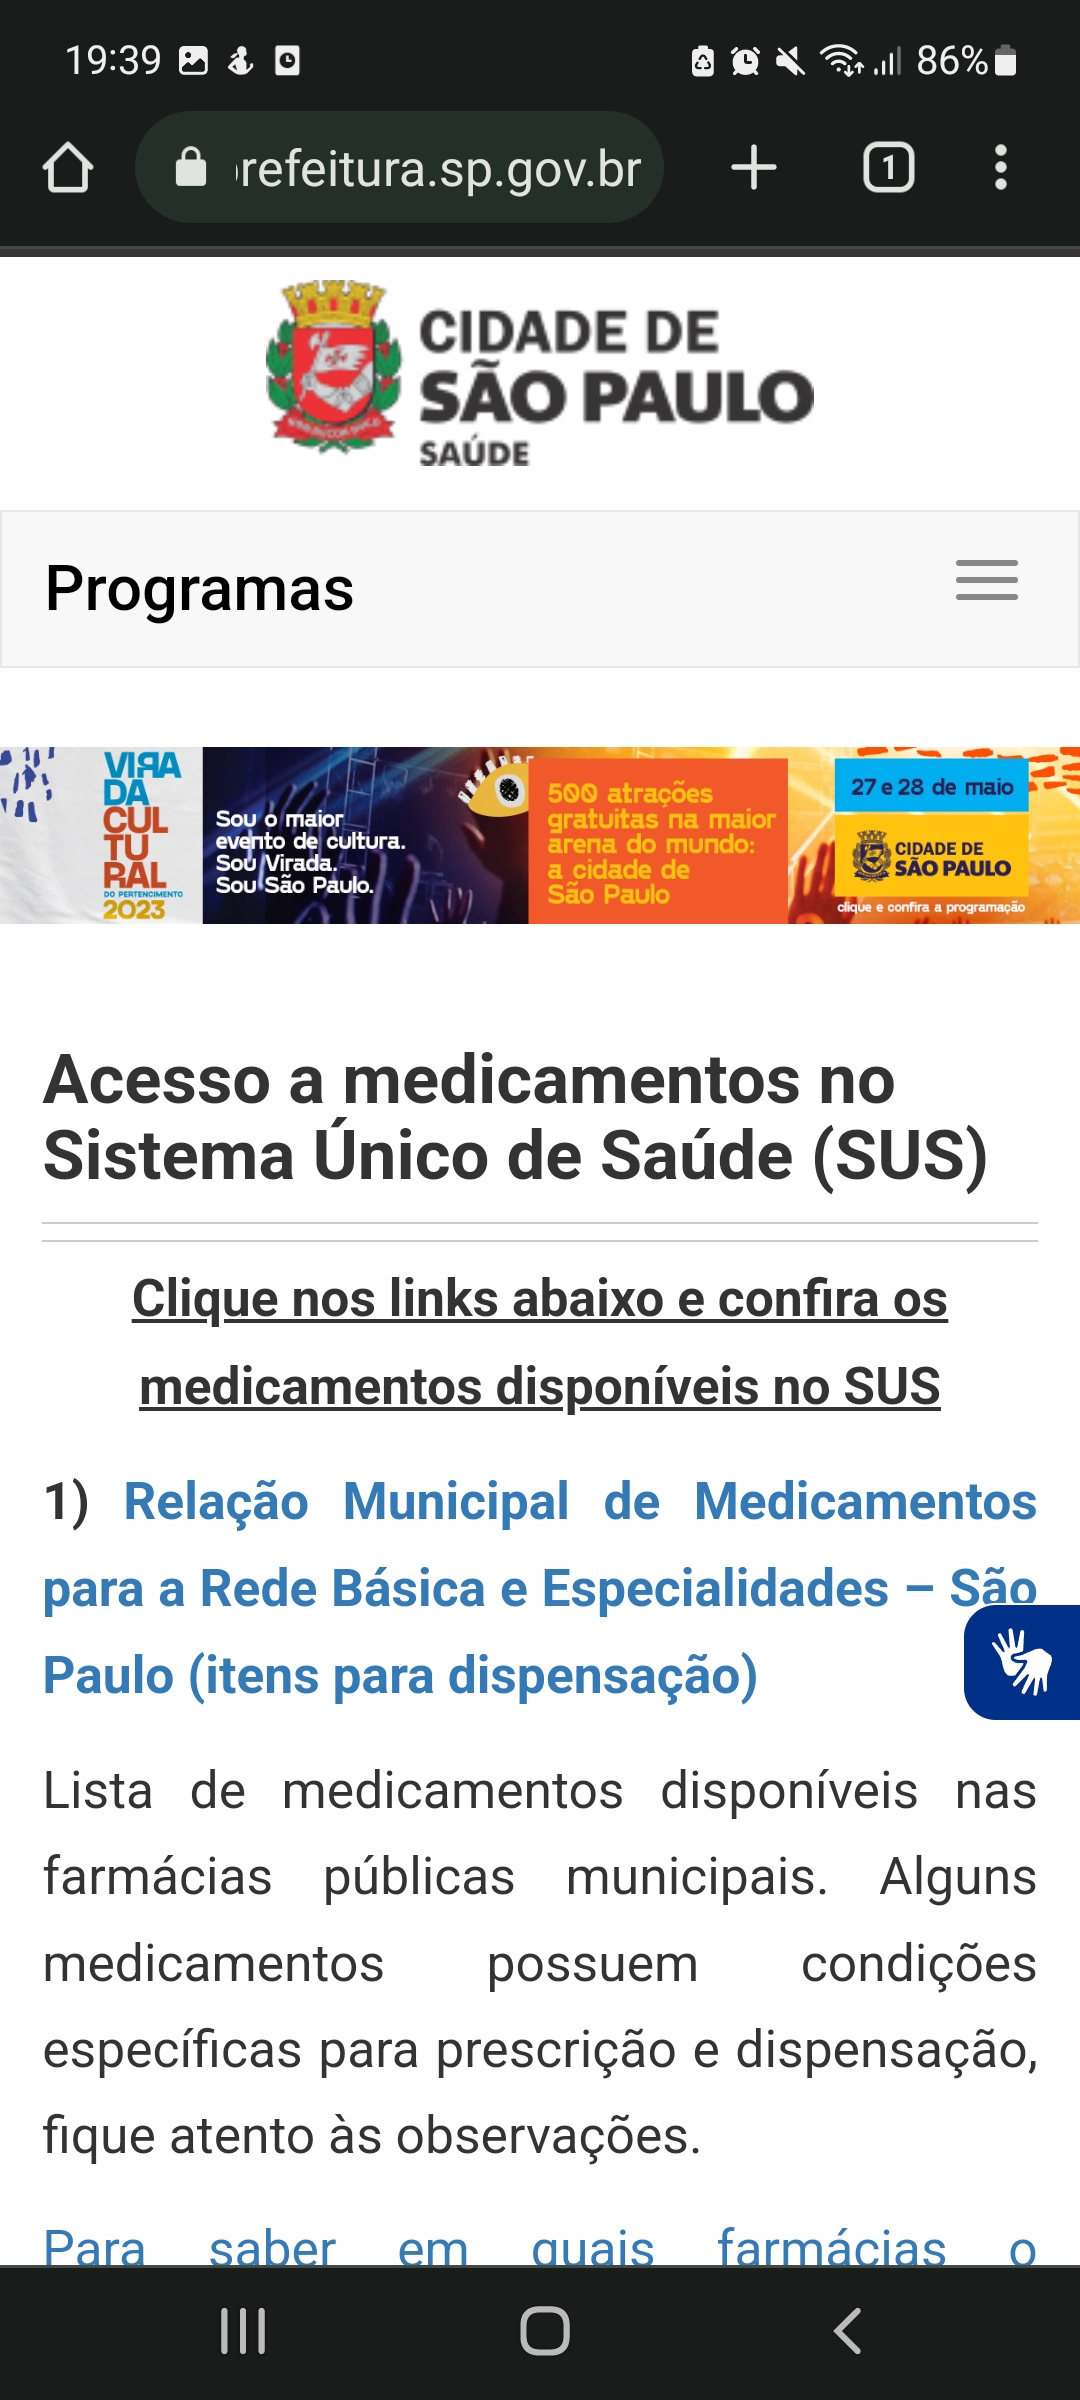 19:39
86%
refeitura.sp.gov.br
1
CIDADE DE
SÃO PAULO
SAÚDE
Programas
VIRA
DA
CUL
TU
RAL
DO PERTENCIMENTO
2023
Sou o maior
evento de cultura.
Sou Virada.
Sou São Paulo.
500 atrações
gratuitas na maior
arena do mundo:
a cidade de
São Paulo
27 e 28 de maio
CIDADE DE
SÃO PAULO
clique e confira a programação
Acesso a medicamentos no
Sistema Único de Saúde (SUS)
Clique nos links abaixo e confira os
medicamentos disponíveis no SUS
1) Relação Municipal de Medicamentos
para a Rede Básica e Especialidades – São
Paulo (itens para dispensação)
Lista de medicamentos disponíveis nas
farmácias públicas municipais. Alguns
medicamentos possuem condições
específicas para prescrição e dispensação,
fique atento às observações.
Para saber em quais farmácias o